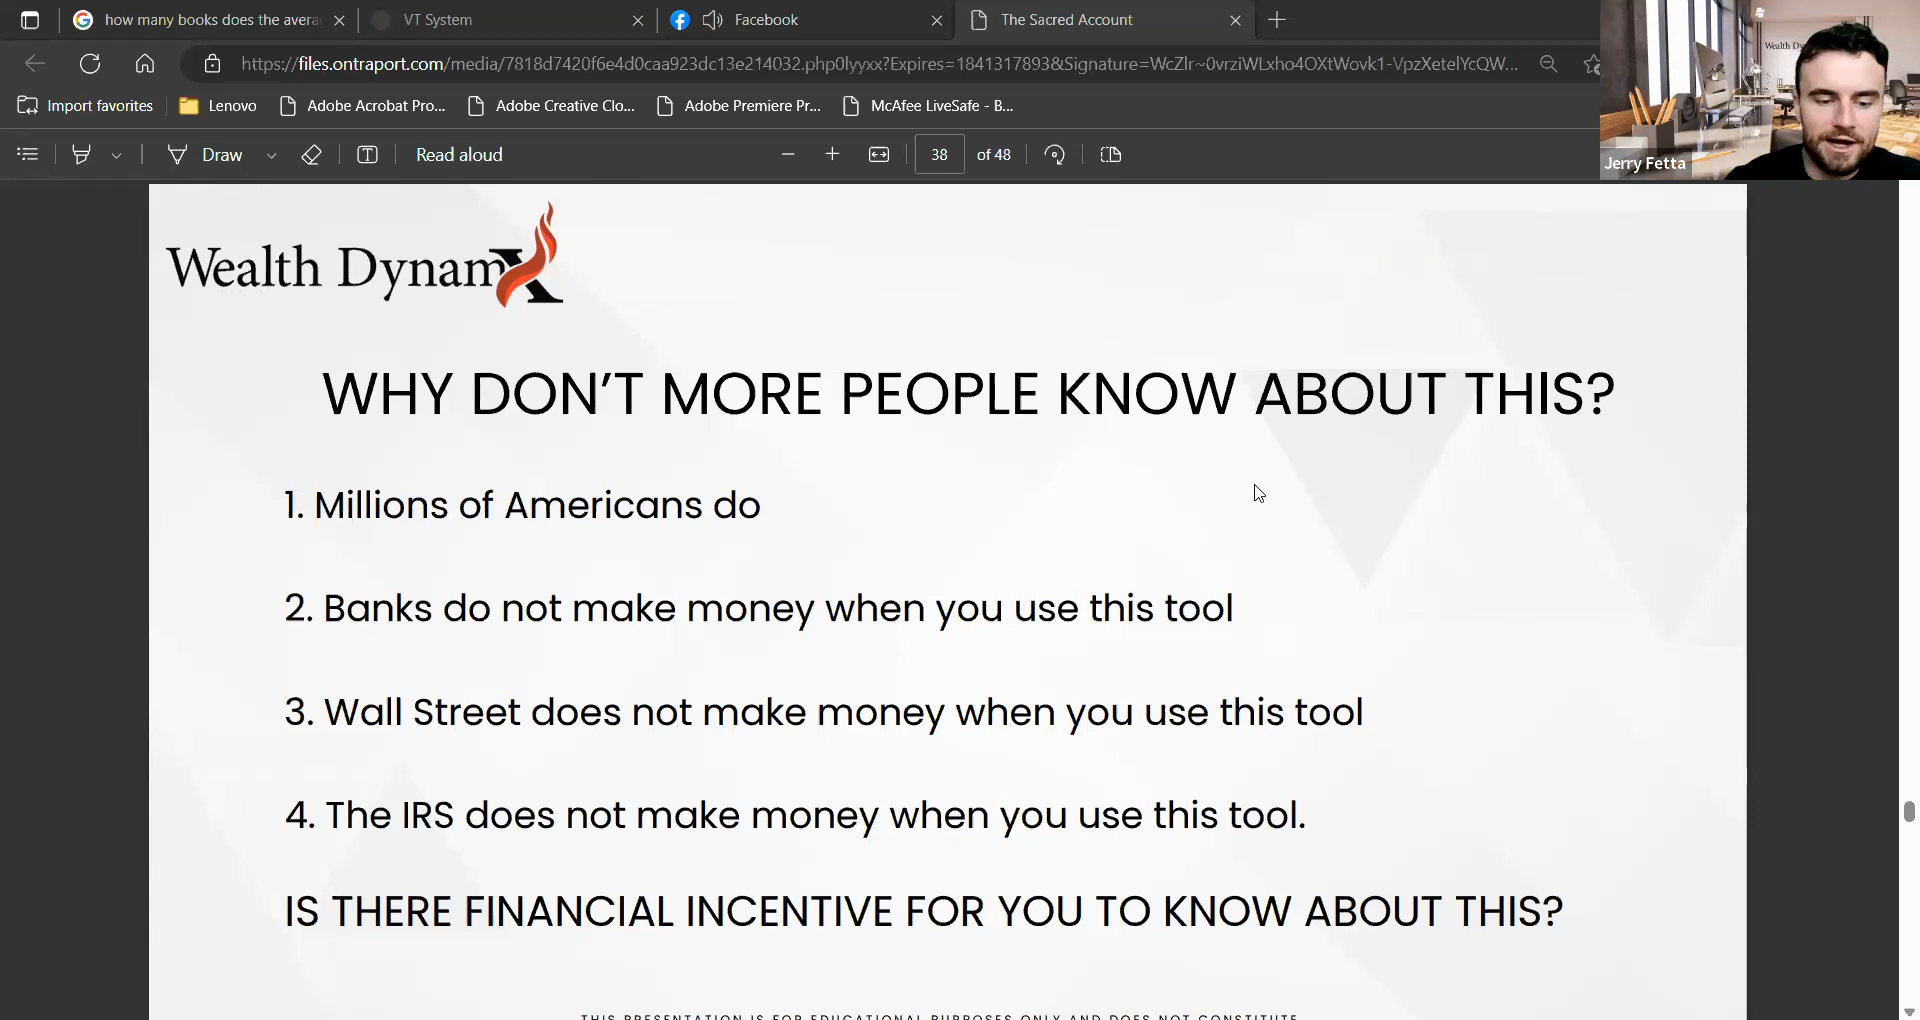 how many books does the avera
VT System
Facebook
The Sacred Account
https://files.ontraport.com/media/7818d7420f6e4d0caa923dc13e214032.php0lyyxx?Expires=1841317893&Signature=WcZlr~0vrziWLxho4OXtWovk1-VpzXetelYcQW...
Import favorites
Lenovo
Adobe Acrobat Pro...
Adobe Creative Clo...
Adobe Premiere Pr...
McAfee LiveSafe - B...
Draw
Read aloud
38 of 48
Wealth Dyn
Jerry Fetta
Wealth DynamX
WHY DON’T MORE PEOPLE KNOW ABOUT THIS?
1. Millions of Americans do
2. Banks do not make money when you use this tool
3. Wall Street does not make money when you use this tool
4. The IRS does not make money when you use this tool.
IS THERE FINANCIAL INCENTIVE FOR YOU TO KNOW ABOUT THIS?
THIS PRESENTATION IS FOR EDUCATIONAL PURPOSES ONLY AND DOES NOT CONSTITUTE